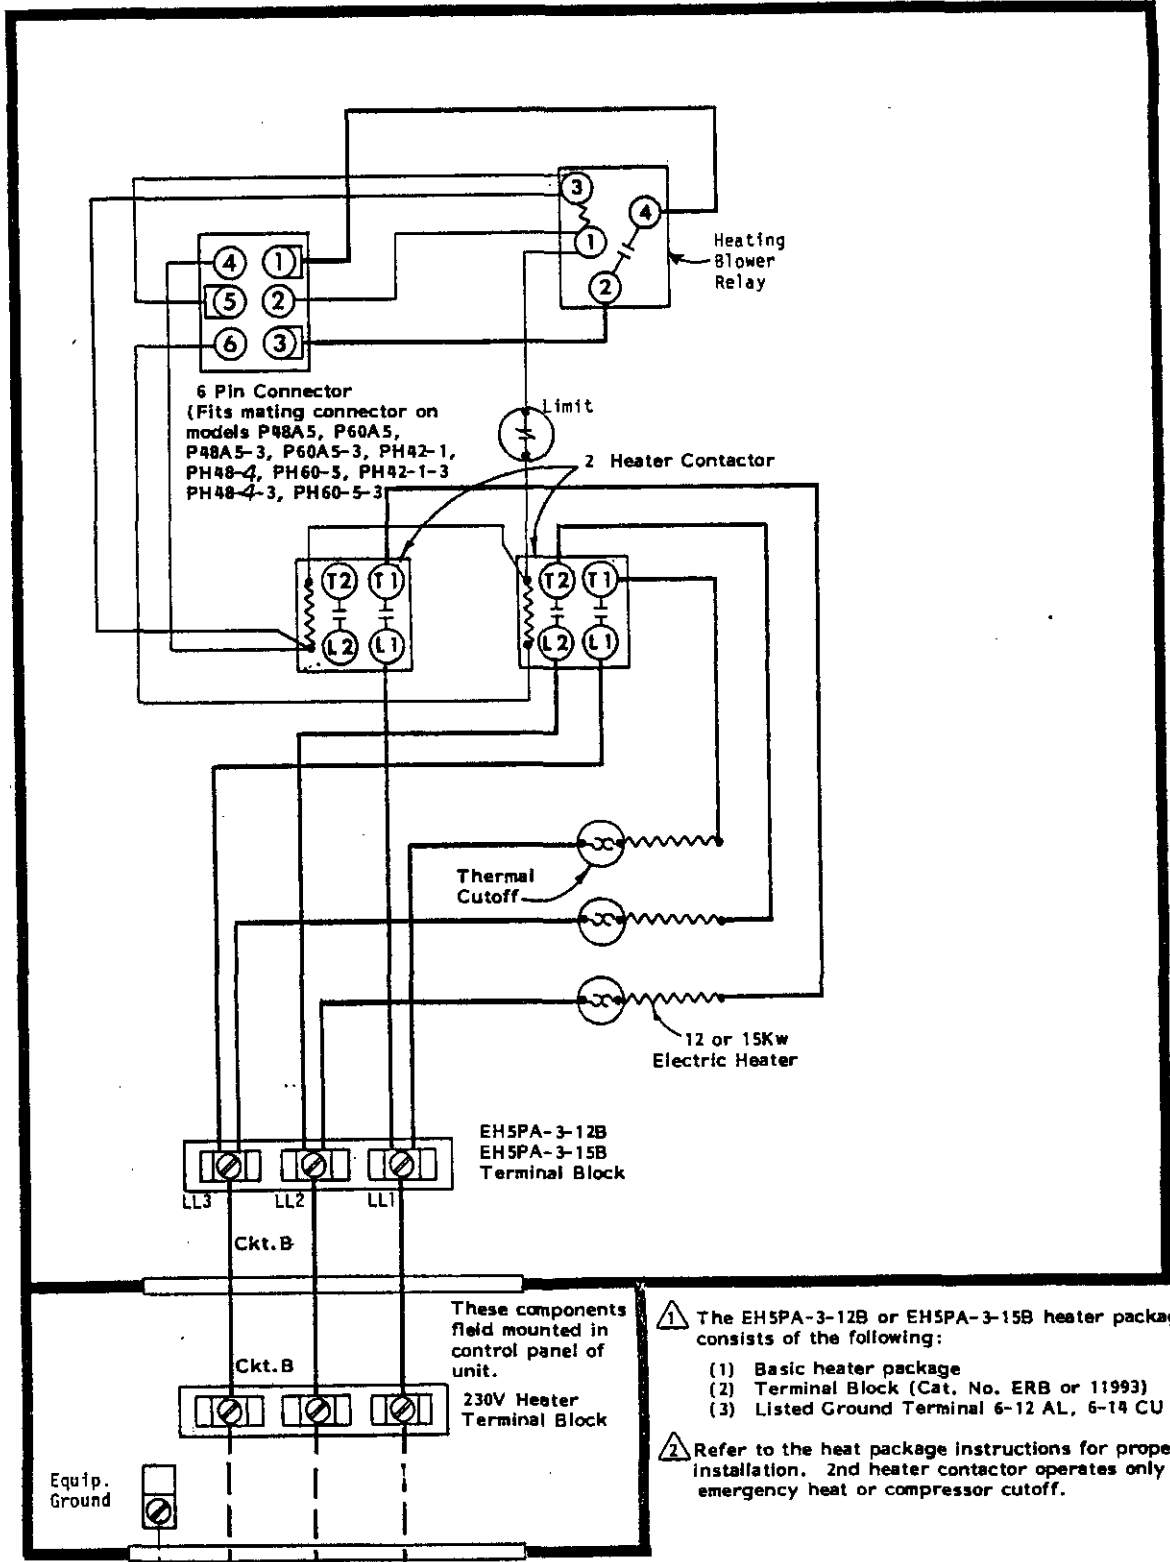 3
4
1
2
Heating
Blower
Relay
4 1
5 2
6 3
6 Pin Connector
(Fits mating connector on
models P48A5, P60A5,
P48A5-3, P60A5-3, PH42-1,
PH48-4, PH60-5, PH42-1-3
PH48-4-3, PH60-5-3
Limit
2 Heater Contactor
T2 T1
L2 L1
T2 T1
L2 L1
Thermal
Cutoff
12 or 15Kw
Electric Heater
EH5PA-3-12B
EH5PA-3-15B
Terminal Block
LL3 LL2 LL1
Ckt.B
These components
field mounted in
control panel of
unit.
Ckt.B
230V Heater
Terminal Block
Equip.
Ground
1 The EH5PA-3-12B or EH5PA-3-15B heater packag
consists of the following:
(1) Basic heater package
(2) Terminal Block (Cat. No. ERB or 11993)
(3) Listed Ground Terminal 6-12 AL, 6-14 CU
2 Refer to the heat package instructions for prope
installation. 2nd heater contactor operates only
emergency heat or compressor cutoff.